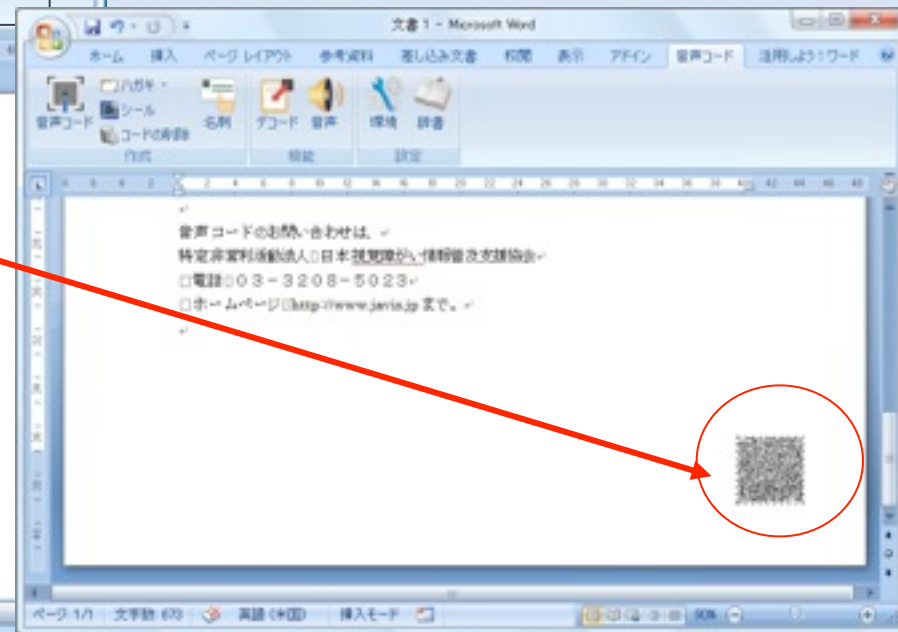 文書 1 - Microsoft Word
ホーム 挿入 ページ レイアウト 参考資料 差し込み文書 校閲 表示 アドイン 音声コード 活用しよう!ワード
音声コード
ハガキ
シール
コードの削除
名刺
デコード
音声
環境
辞書
作成 機能 設定
音声コードのお問い合わせは、
特定非営利活動法人□日本視覚障がい情報普及支援協会
□電話□03-3208-5023
□ホームページ□http://www.javis.jp まで。
ページ 1/1 文字数: 673 英語 (米国) 挿入モード 90%